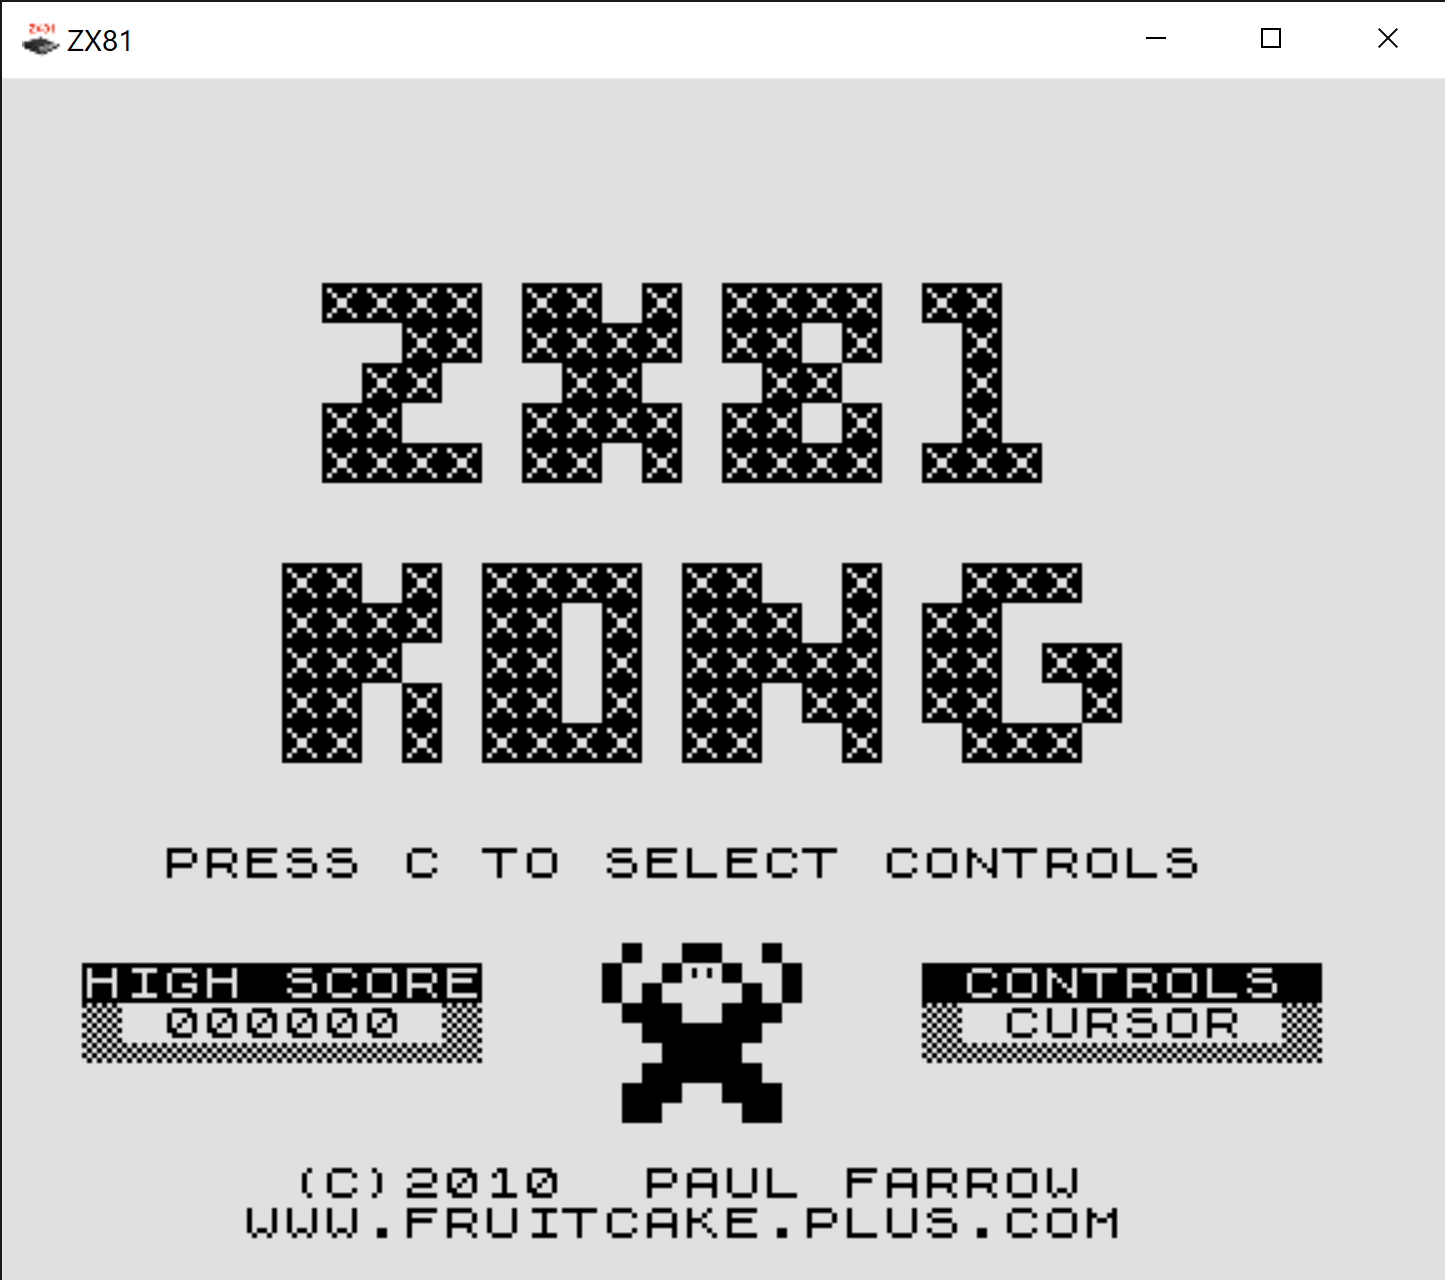 ZX81
ZX81
KONG
PRESS C TO SELECT CONTROLS
HIGH SCORE
000000
CONTROLS
CURSOR
(C)2010 PAUL FARROW
WWW.FRUITCAKE.PLUS.COM